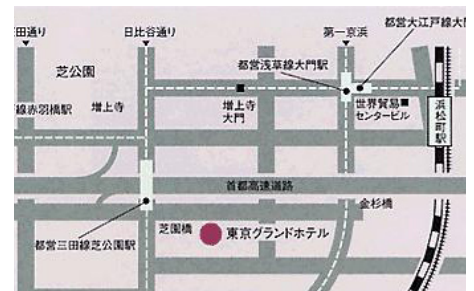 田通り
日比谷通り
第一京浜
都営大江戸線大門
都営浅草線大門駅
芝公園
線赤羽橋駅
増上寺
増上寺
大門
世界貿易
センタービル
浜松町駅
首都高速道路
金杉橋
芝園橋
東京グランドホテル
都営三田線芝公園駅